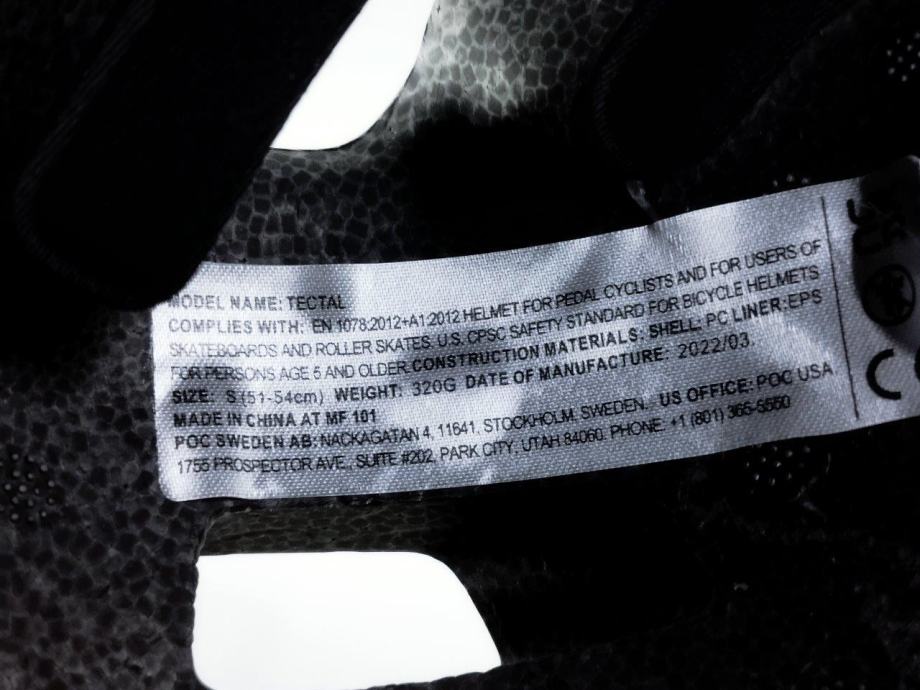 MODEL NAME: TECTAL
COMPLIES WITH: EN 1078:2012+A1:2012 HELMET FOR PEDAL CYCLISTS AND FOR USERS OF
SKATEBOARDS AND ROLLER SKATES. U.S. CPSC SAFETY STANDARD FOR BICYCLE HELMETS
FOR PERSONS AGE 5 AND OLDER. CONSTRUCTION MATERIALS: SHELL: PC LINER:EPS
SIZE: S (51-54cm) WEIGHT: 320G DATE OF MANUFACTURE: 2022/03.
MADE IN CHINA AT MF 101
POC SWEDEN AB: NACKAGATAN 4, 11641, STOCKHOLM, SWEDEN. US OFFICE: POC USA
1755 PROSPECTOR AVE., SUITE #202, PARK CITY, UTAH 84060. PHONE: +1 (801) 365-5550